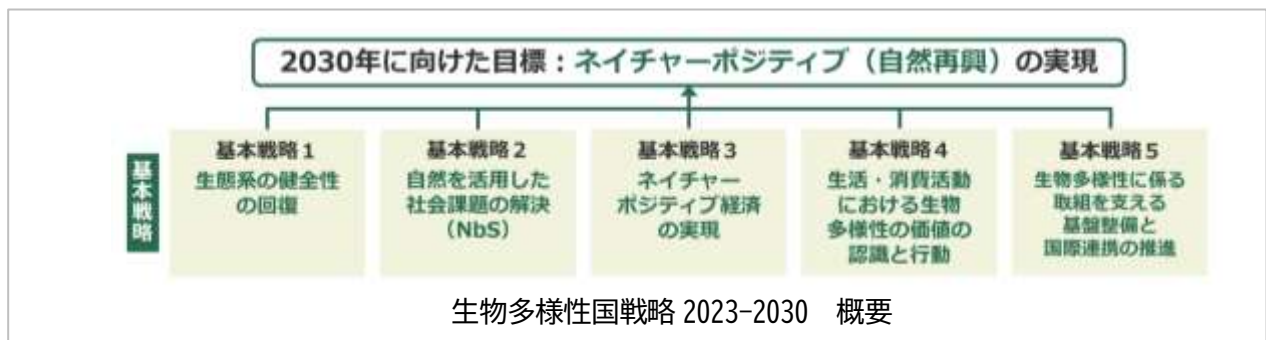 2030年に向けた目標：ネイチャーポジティブ（自然再興）の実現
基本戦略
基本戦略１
生態系の健全性
の回復
基本戦略２
自然を活用した
社会課題の解決
（NbS）
基本戦略３
ネイチャー
ポジティブ経済
の実現
基本戦略４
生活・消費活動
における生物
多様性の価値の
認識と行動
基本戦略５
生物多様性に係る
取組を支える
基盤整備と
国際連携の推進
生物多様性国戦略 2023-2030　概要